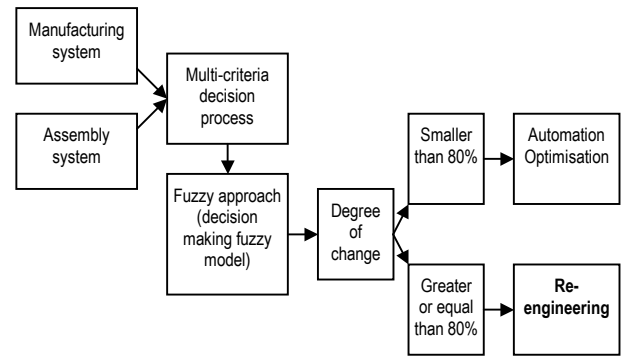 Manufacturing
system
Assembly
system
Multi-criteria
decision
process
Fuzzy approach
(decision
making fuzzy
model)
Degree
of
change
Smaller
than 80%
Automation
Optimisation
Greater
or equal
than 80%
Re-
engineering